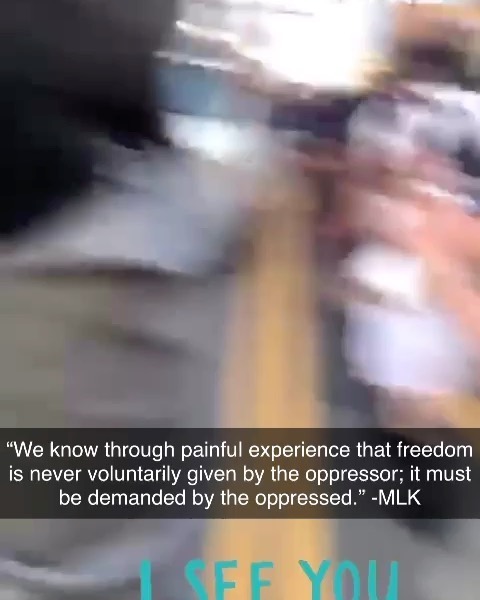 “We know through painful experience that freedom
is never voluntarily given by the oppressor; it must
be demanded by the oppressed.” -MLK
I SEE YOU